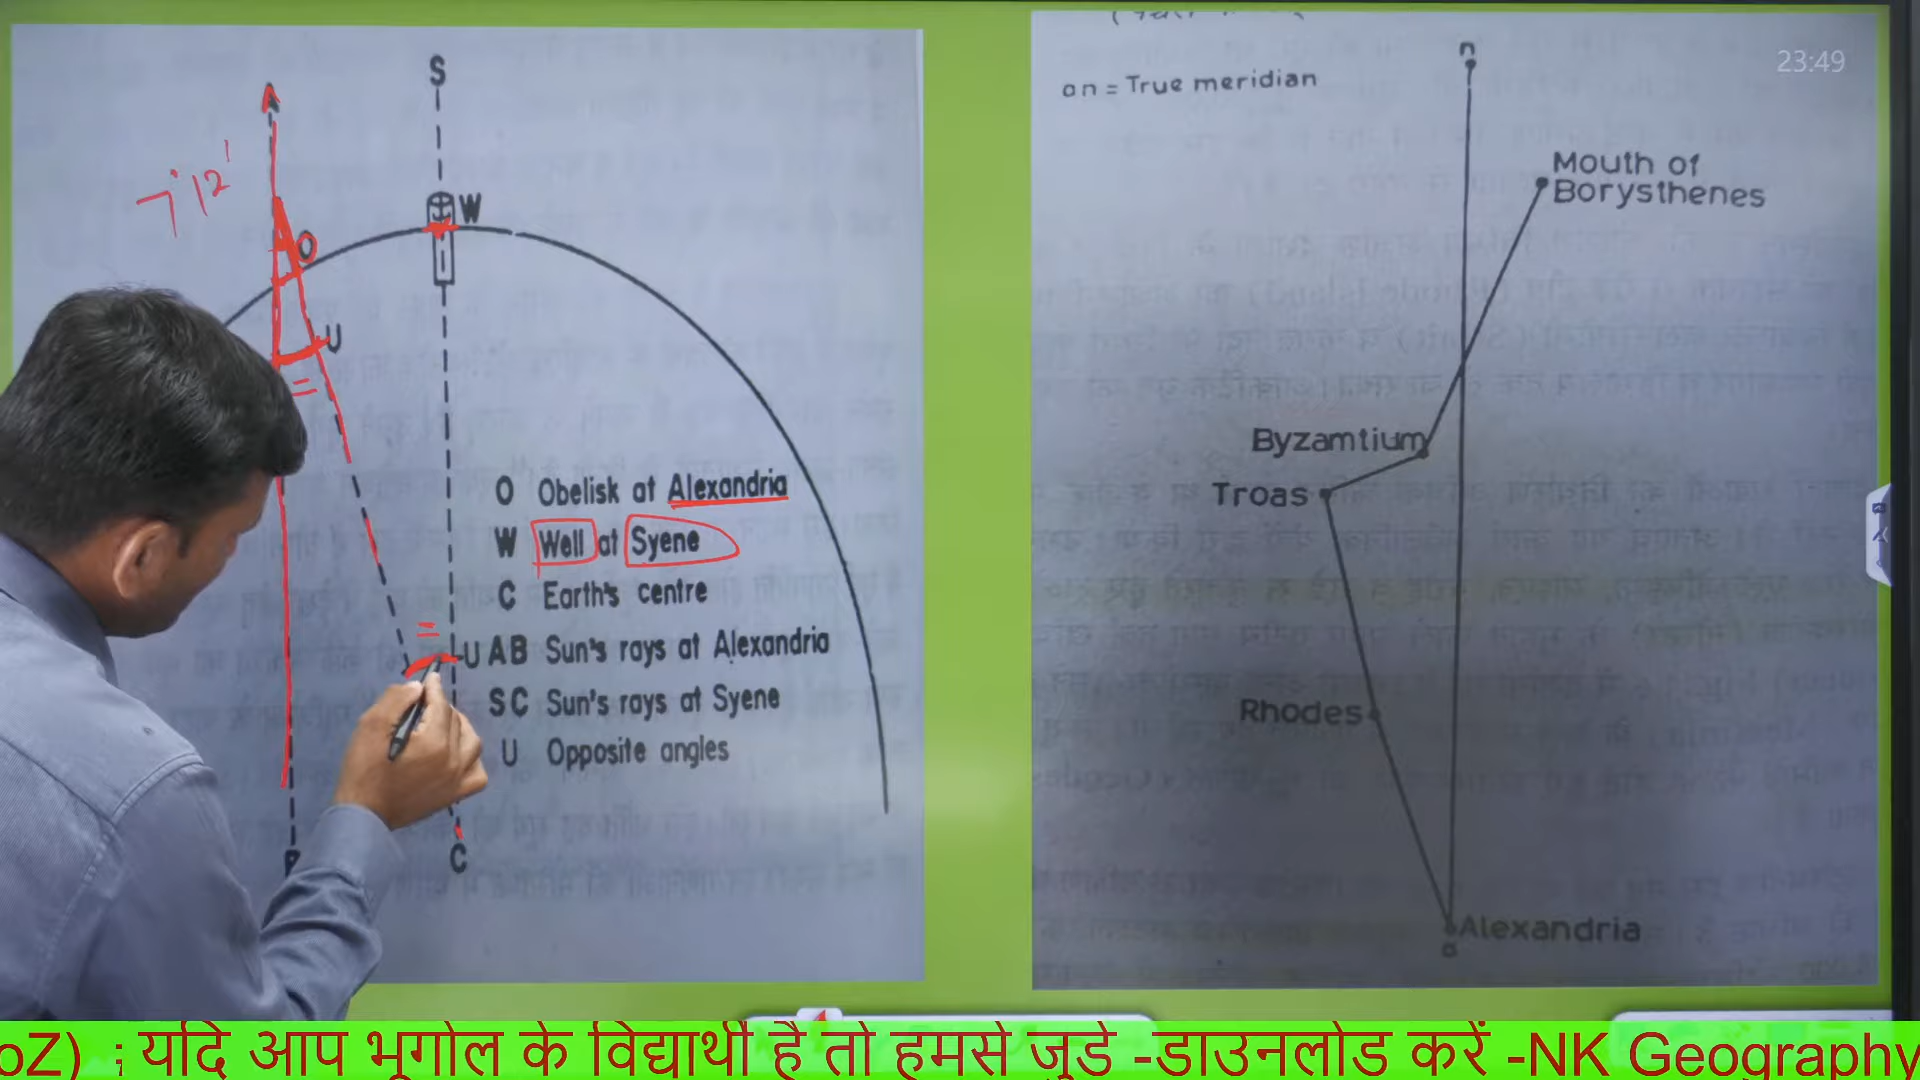 S
7°12'
W
O
U
O Obelisk at Alexandria
W Well at Syene
C Earth's centre
U AB Sun's rays at Alexandria
SC Sun's rays at Syene
U Opposite angles
C
n
23:49
an = True meridian
Mouth of
Borysthenes
Byzamtium
Troas
Rhodes
Alexandria
a
oZ) ; यदि आप भूगोल के विद्यार्थी है तो हमसे जुडे -डाउनलोड करें -NK Geography